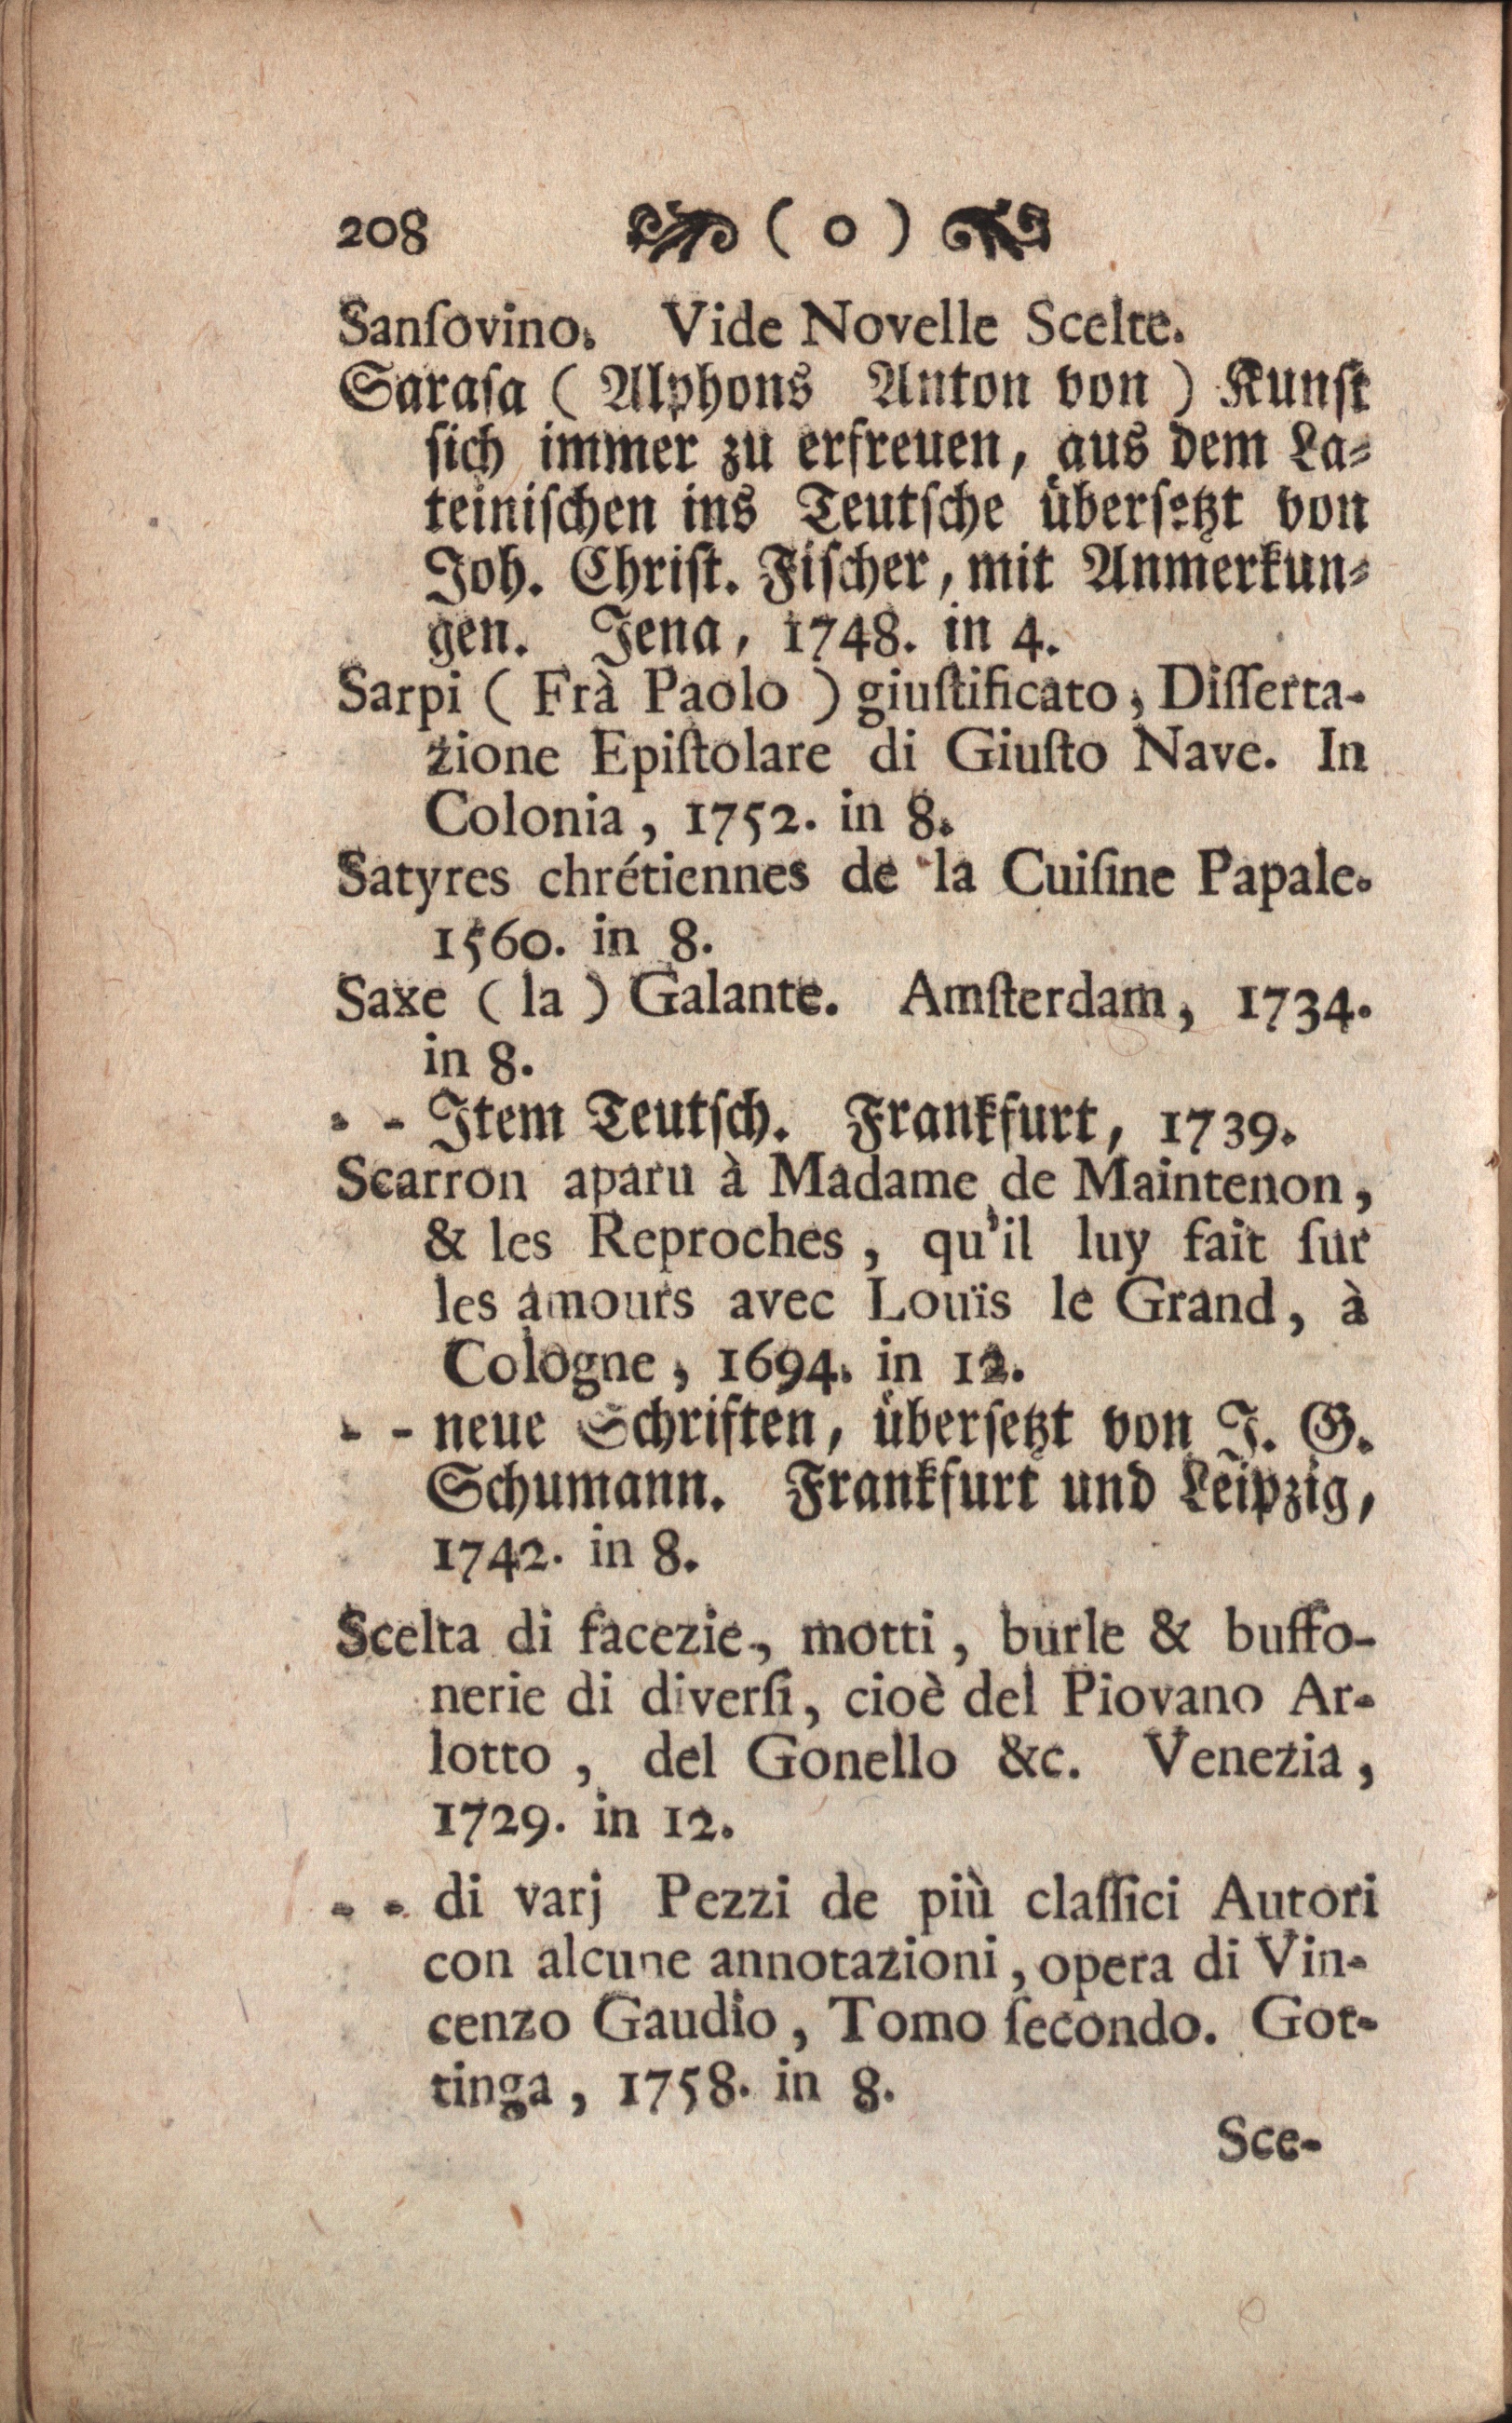 208 ( o )
Sanſovino. Vide Novelle Scelte.
Saraſa ( Alphons Anton von ) Kunſt
ſich immer zu erfreuen, aus dem La-
teiniſchen ins Teutſche überſetzt von
Joh. Chriſt. Fiſcher, mit Anmerkun-
gen. Jena, 1748. in 4.
Sarpi ( Frà Paolo ) giuſtificato, Diſſerta-
zione Epiſtolare di Giuſto Nave. In
Colonia, 1752. in 8.
Satyres chrétiennes de la Cuiſine Papale.
1560. in 8.
Saxe ( la ) Galante. Amſterdam, 1734.
in 8.
- - Item Teutſch. Frankfurt, 1739.
Scarron aparu à Madame de Maintenon,
& les Reproches, qu'il luy fait ſur
les amours avec Louïs le Grand, à
Cologne, 1694. in 12.
- - neue Schriften, überſetzt von J. G.
Schumann. Frankfurt und Leipzig,
1742. in 8.
Scelta di facezie, motti, burle & buffo-
nerie di diverſi, cioè del Piovano Ar-
lotto, del Gonello &c. Venezia,
1729. in 12.
- - di varj Pezzi de più claſſici Autori
con alcune annotazioni, opera di Vin-
cenzo Gaudio, Tomo ſecondo. Got-
tinga, 1758. in 8.
Sce-